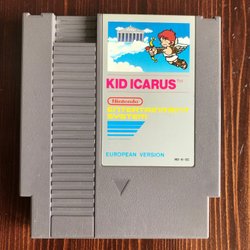 KID ICARUS
Nintendo
ENTERTAINMENT
SYSTEM
EUROPEAN VERSION